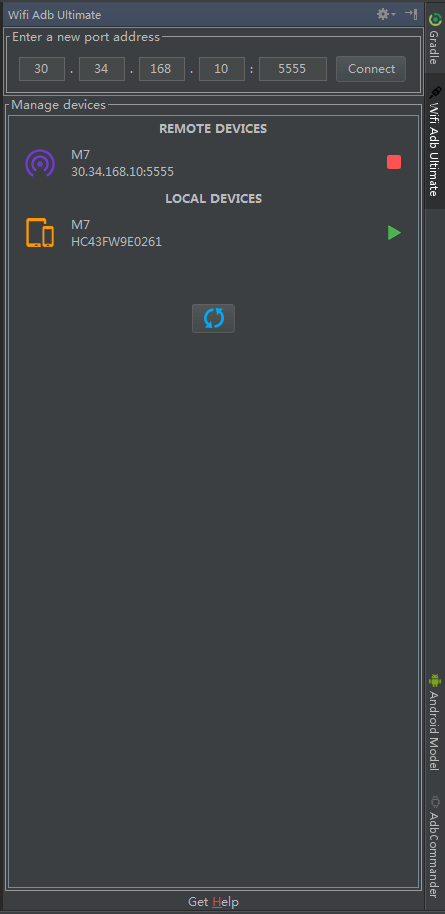 Wifi Adb Ultimate
Enter a new port address
30 . 34 . 168 . 10 : 5555 Connect
Manage devices
REMOTE DEVICES
M7
30.34.168.10:5555
LOCAL DEVICES
M7
HC43FW9E0261
Get Help
Gradle
Wifi Adb Ultimate
Android Model
AdbCommander